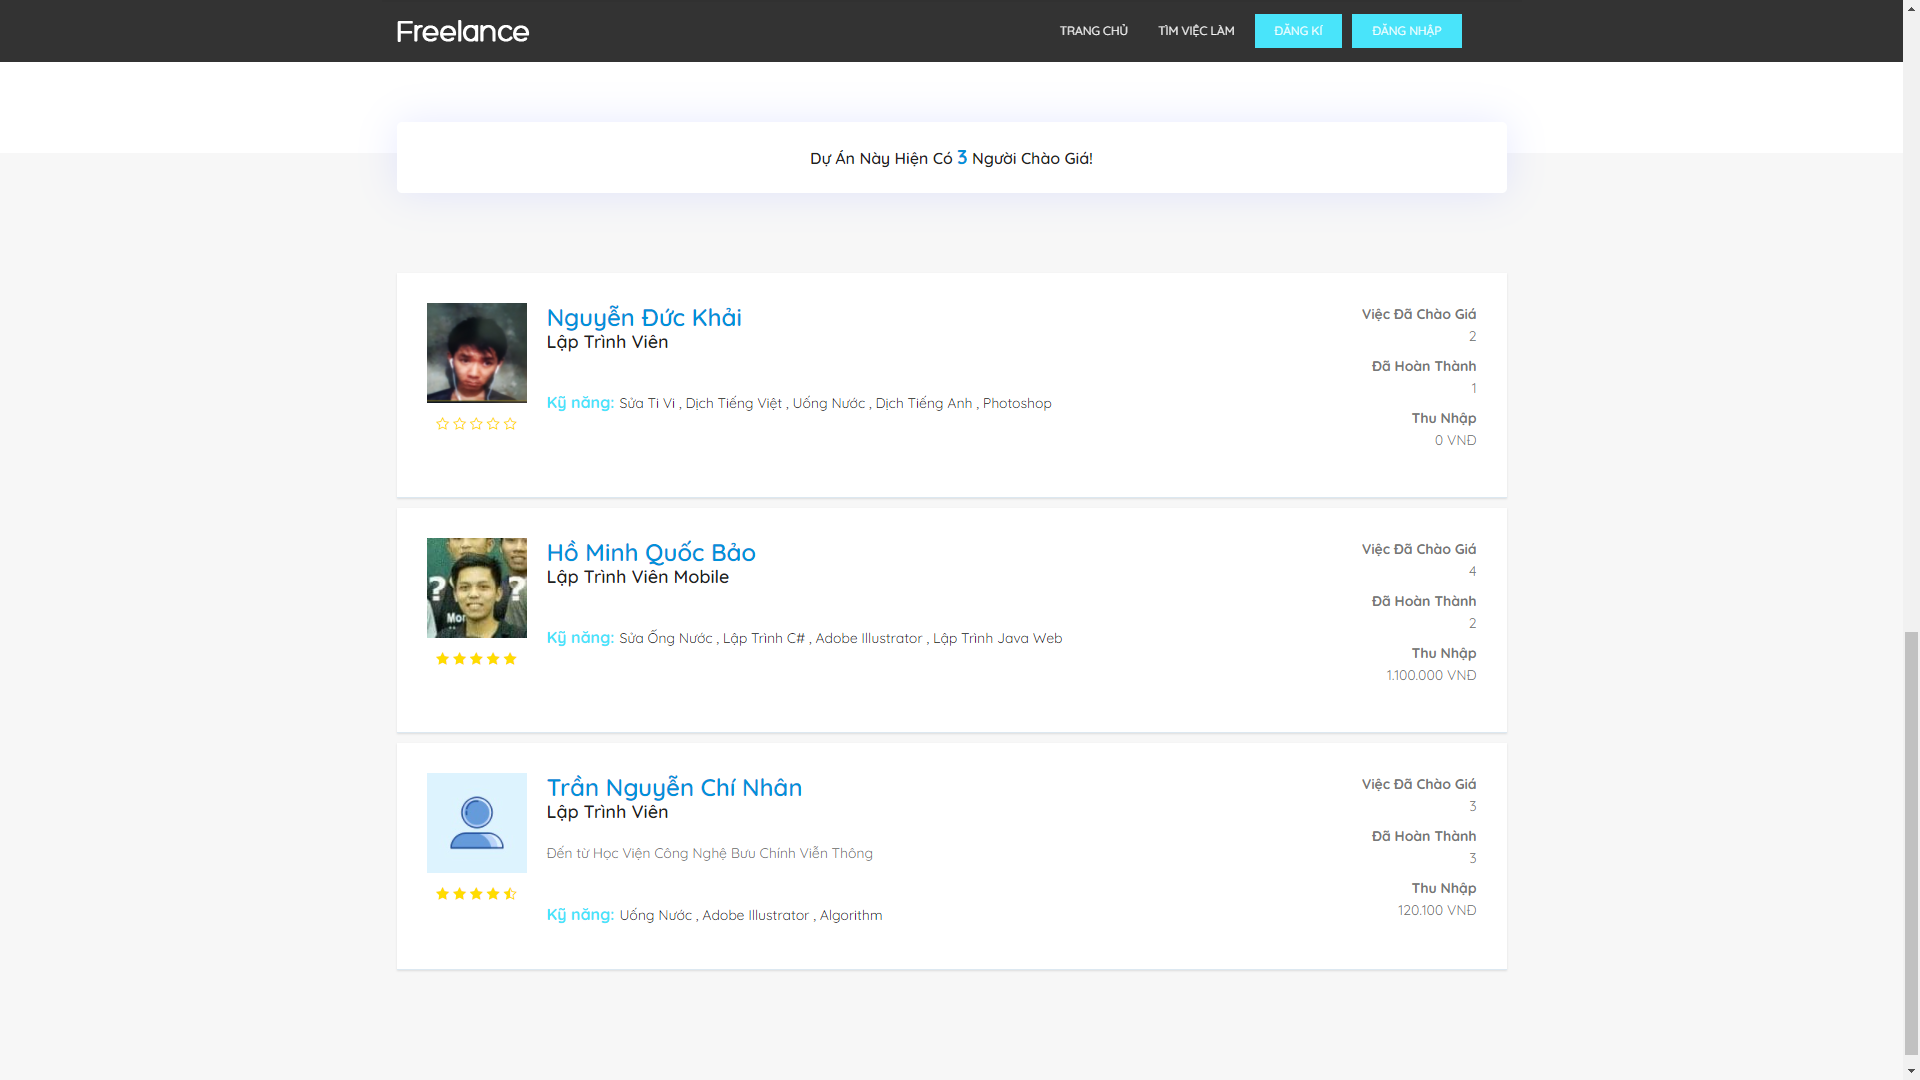 Freelance
TRANG CHỦ
TÌM VIỆC LÀM
ĐĂNG KÍ
ĐĂNG NHẬP
Dự Án Này Hiện Có 3 Người Chào Giá!
Nguyễn Đức Khải
Lập Trình Viên
Kỹ năng: Sửa Ti Vi , Dịch Tiếng Việt , Uống Nước , Dịch Tiếng Anh , Photoshop
Việc Đã Chào Giá
2
Đã Hoàn Thành
1
Thu Nhập
0 VNĐ
Hồ Minh Quốc Bảo
Lập Trình Viên Mobile
Kỹ năng: Sửa Ống Nước , Lập Trình C# , Adobe Illustrator , Lập Trình Java Web
Việc Đã Chào Giá
4
Đã Hoàn Thành
2
Thu Nhập
1.100.000 VNĐ
Trần Nguyễn Chí Nhân
Lập Trình Viên
Đến từ Học Viện Công Nghệ Bưu Chính Viễn Thông
Kỹ năng: Uống Nước , Adobe Illustrator , Algorithm
Việc Đã Chào Giá
3
Đã Hoàn Thành
3
Thu Nhập
120.100 VNĐ